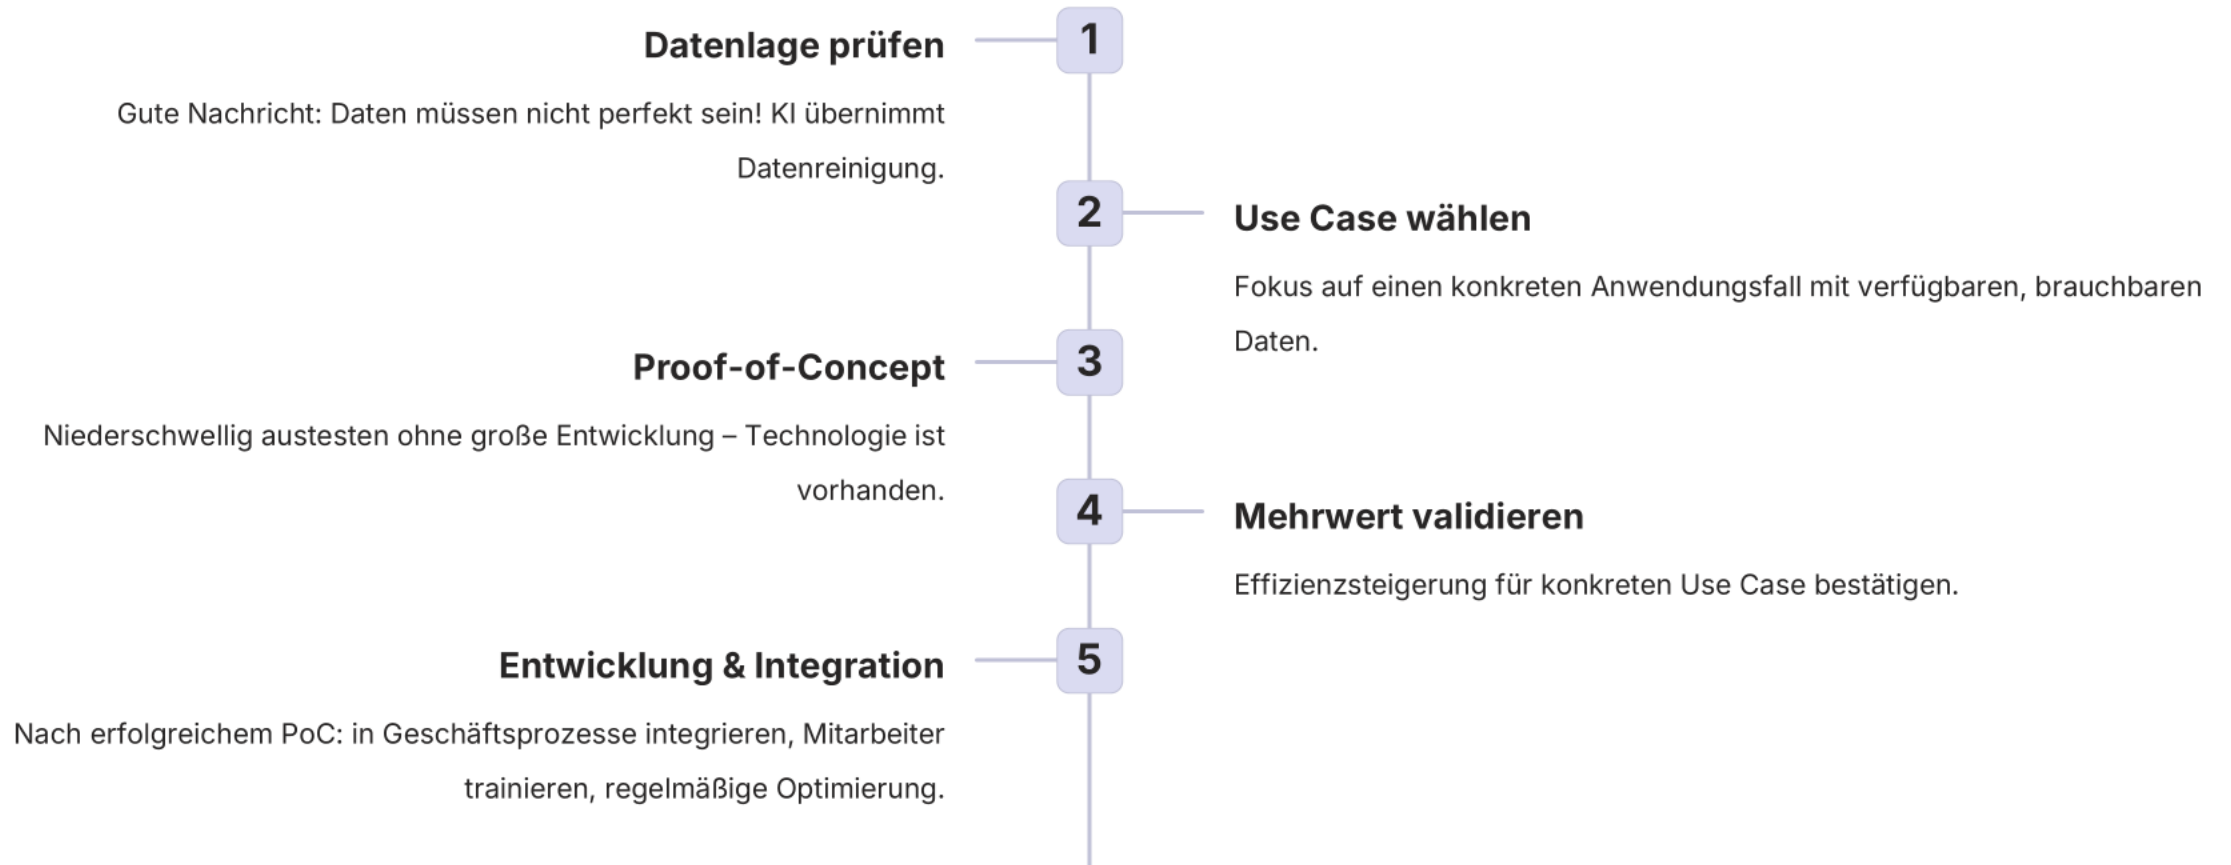 1
Datenlage prüfen
Gute Nachricht: Daten müssen nicht perfekt sein! KI übernimmt
Datenreinigung.
2
Use Case wählen
Fokus auf einen konkreten Anwendungsfall mit verfügbaren, brauchbaren
Daten.
3
Proof-of-Concept
Niederschwellig austesten ohne große Entwicklung – Technologie ist
vorhanden.
4
Mehrwert validieren
Effizienzsteigerung für konkreten Use Case bestätigen.
5
Entwicklung & Integration
Nach erfolgreichem PoC: in Geschäftsprozesse integrieren, Mitarbeiter
trainieren, regelmäßige Optimierung.